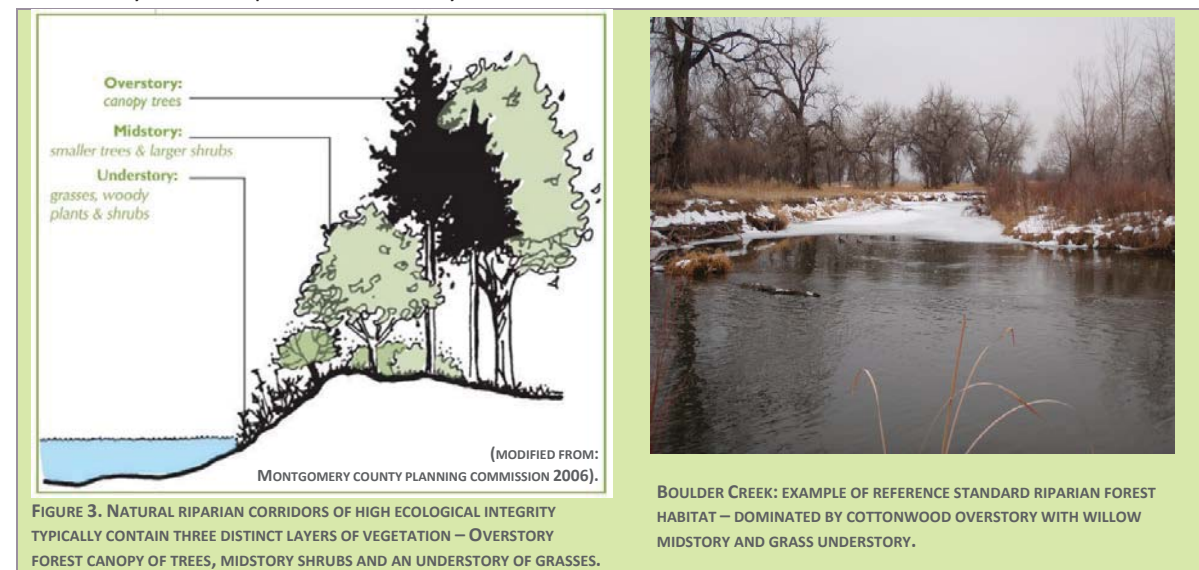 Overstory:
canopy trees
Midstory:
smaller trees & larger shrubs
Understory:
grasses, woody
plants & shrubs
(MODIFIED FROM:
MONTGOMERY COUNTY PLANNING COMMISSION 2006).
FIGURE 3. NATURAL RIPARIAN CORRIDORS OF HIGH ECOLOGICAL INTEGRITY
TYPICALLY CONTAIN THREE DISTINCT LAYERS OF VEGETATION – OVERSTORY
FOREST CANOPY OF TREES, MIDSTORY SHRUBS AND AN UNDERSTORY OF GRASSES.
BOULDER CREEK: EXAMPLE OF REFERENCE STANDARD RIPARIAN FOREST
HABITAT – DOMINATED BY COTTONWOOD OVERSTORY WITH WILLOW
MIDSTORY AND GRASS UNDERSTORY.